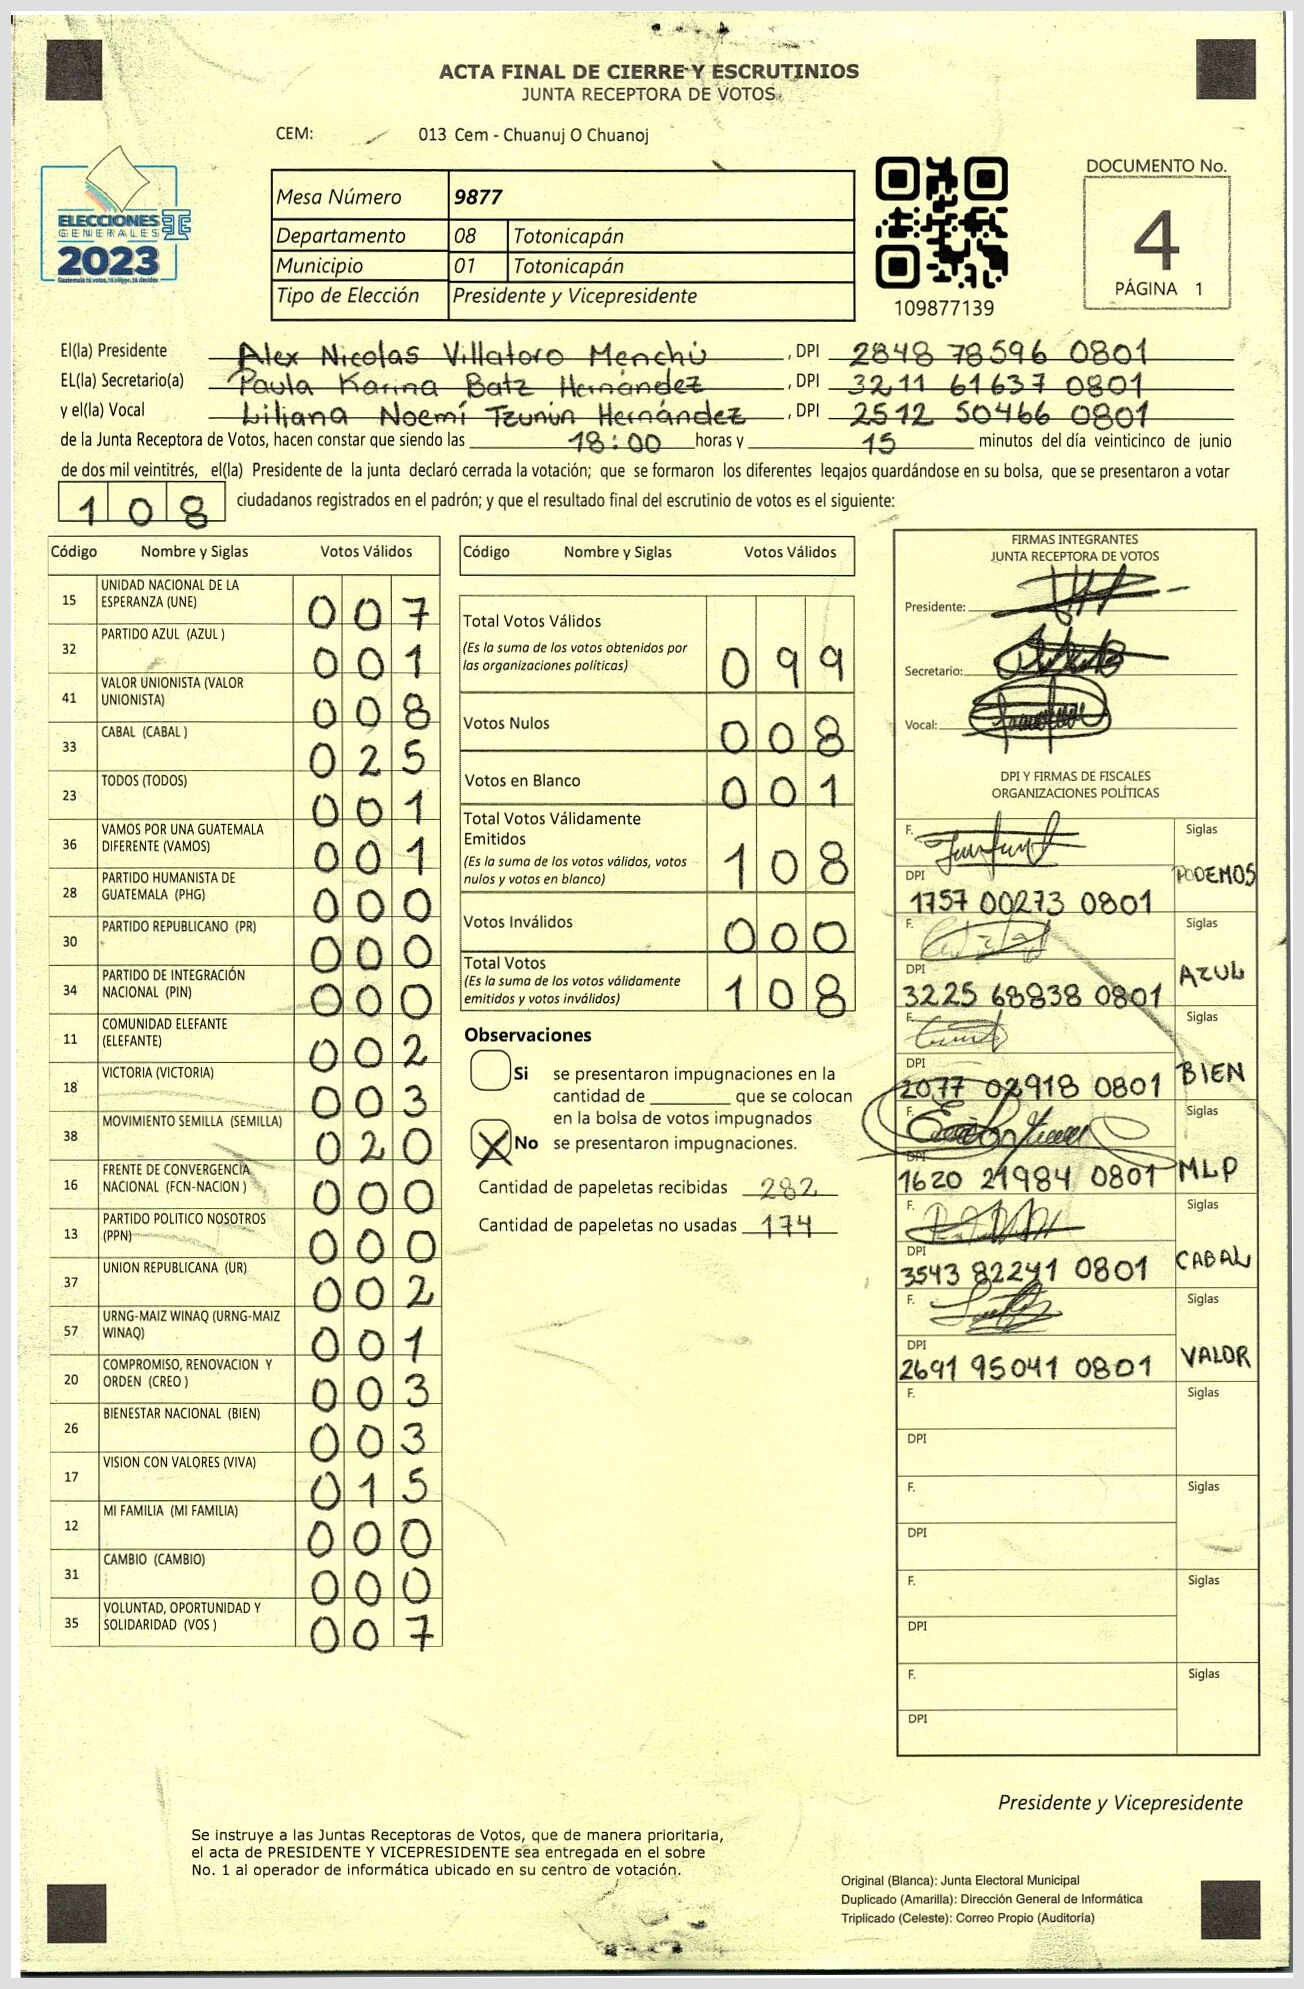 ACTA FINAL DE CIERRE Y ESCRUTINIOS
JUNTA RECEPTORA DE VOTOS
CEM: 013 Cem - Chuanuj O Chuanoj
ELECCIONES
GENERALES
2023
Mesa Número 9877
Departamento 08 Totonicapán
Municipio 01 Totonicapán
Tipo de Elección Presidente y Vicepresidente
109877139
DOCUMENTO No.
4
PÁGINA 1
El(la) Presidente Alex Nicolas Villatoro Menchú , DPI 2848 78596 0801
EL(la) Secretario(a) Paula Karina Batz Hernández , DPI 3211 61637 0801
y el(la) Vocal Liliana Noemí Tzunún Hernández , DPI 2512 50466 0801
de la Junta Receptora de Votos, hacen constar que siendo las 18:00 horas y 15 minutos del día veinticinco de junio
de dos mil veintitrés, el(la) Presidente de la junta declaró cerrada la votación; que se formaron los diferentes legajos guardándose en su bolsa, que se presentaron a votar
108 ciudadanos registrados en el padrón; y que el resultado final del escrutinio de votos es el siguiente:
Código Nombre y Siglas Votos Válidos
15 UNIDAD NACIONAL DE LA ESPERANZA (UNE) 007
32 PARTIDO AZUL (AZUL ) 001
41 VALOR UNIONISTA (VALOR UNIONISTA) 008
33 CABAL (CABAL ) 025
23 TODOS (TODOS) 001
36 VAMOS POR UNA GUATEMALA DIFERENTE (VAMOS) 001
28 PARTIDO HUMANISTA DE GUATEMALA (PHG) 000
30 PARTIDO REPUBLICANO (PR) 000
34 PARTIDO DE INTEGRACIÓN NACIONAL (PIN) 000
11 COMUNIDAD ELEFANTE (ELEFANTE) 002
18 VICTORIA (VICTORIA) 003
38 MOVIMIENTO SEMILLA (SEMILLA) 020
16 FRENTE DE CONVERGENCIA NACIONAL (FCN-NACION ) 000
13 PARTIDO POLITICO NOSOTROS (PPN) 000
37 UNION REPUBLICANA (UR) 002
57 URNG-MAIZ WINAQ (URNG-MAIZ WINAQ) 001
20 COMPROMISO, RENOVACION Y ORDEN (CREO ) 003
26 BIENESTAR NACIONAL (BIEN) 003
17 VISION CON VALORES (VIVA) 015
12 MI FAMILIA (MI FAMILIA) 000
31 CAMBIO (CAMBIO) 000
35 VOLUNTAD, OPORTUNIDAD Y SOLIDARIDAD (VOS ) 007
Código Nombre y Siglas Votos Válidos
Total Votos Válidos 099
(Es la suma de los votos obtenidos por
las organizaciones políticas)
Votos Nulos 008
Votos en Blanco 001
Total Votos Válidamente
Emitidos 108
(Es la suma de los votos válidos, votos
nulos y votos en blanco)
Votos Inválidos 000
Total Votos 108
(Es la suma de los votos válidamente
emitidos y votos inválidos)
Observaciones
Si se presentaron impugnaciones en la
cantidad de ________ que se colocan
en la bolsa de votos impugnados
X No se presentaron impugnaciones.
Cantidad de papeletas recibidas 282
Cantidad de papeletas no usadas 174
FIRMAS INTEGRANTES
JUNTA RECEPTORA DE VOTOS
Presidente:
Secretario:
Vocal:
DPI Y FIRMAS DE FISCALES
ORGANIZACIONES POLÍTICAS
F. Siglas
DPI 1757 00273 0801 PODEMOS
F. Siglas
DPI 3225 68838 0801 AZUL
F. Siglas
DPI 2077 02918 0801 BIEN
F. Siglas
DPI 1620 21984 0801 MLP
F. Siglas
DPI 3543 82241 0801 CABAL
F. Siglas
DPI 2691 95041 0801 VALOR
F. Siglas
DPI
F. Siglas
DPI
F. Siglas
DPI
F. Siglas
DPI
Presidente y Vicepresidente
Se instruye a las Juntas Receptoras de Votos, que de manera prioritaria,
el acta de PRESIDENTE Y VICEPRESIDENTE sea entregada en el sobre
No. 1 al operador de informática ubicado en su centro de votación.
Original (Blanca): Junta Electoral Municipal
Duplicado (Amarilla): Dirección General de Informática
Triplicado (Celeste): Correo Propio (Auditoría)